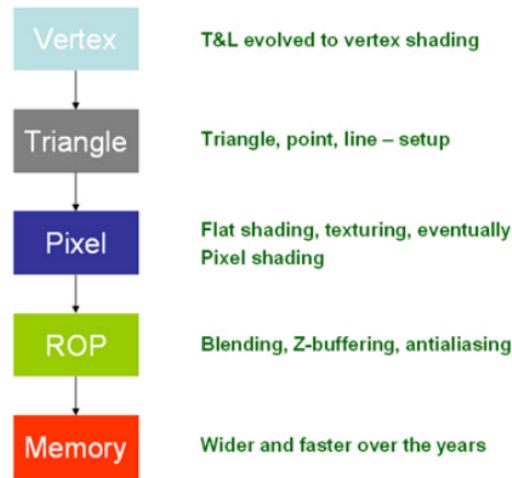 Vertex
T&L evolved to vertex shading
Triangle
Triangle, point, line – setup
Pixel
Flat shading, texturing, eventually
Pixel shading
ROP
Blending, Z-buffering, antialiasing
Memory
Wider and faster over the years